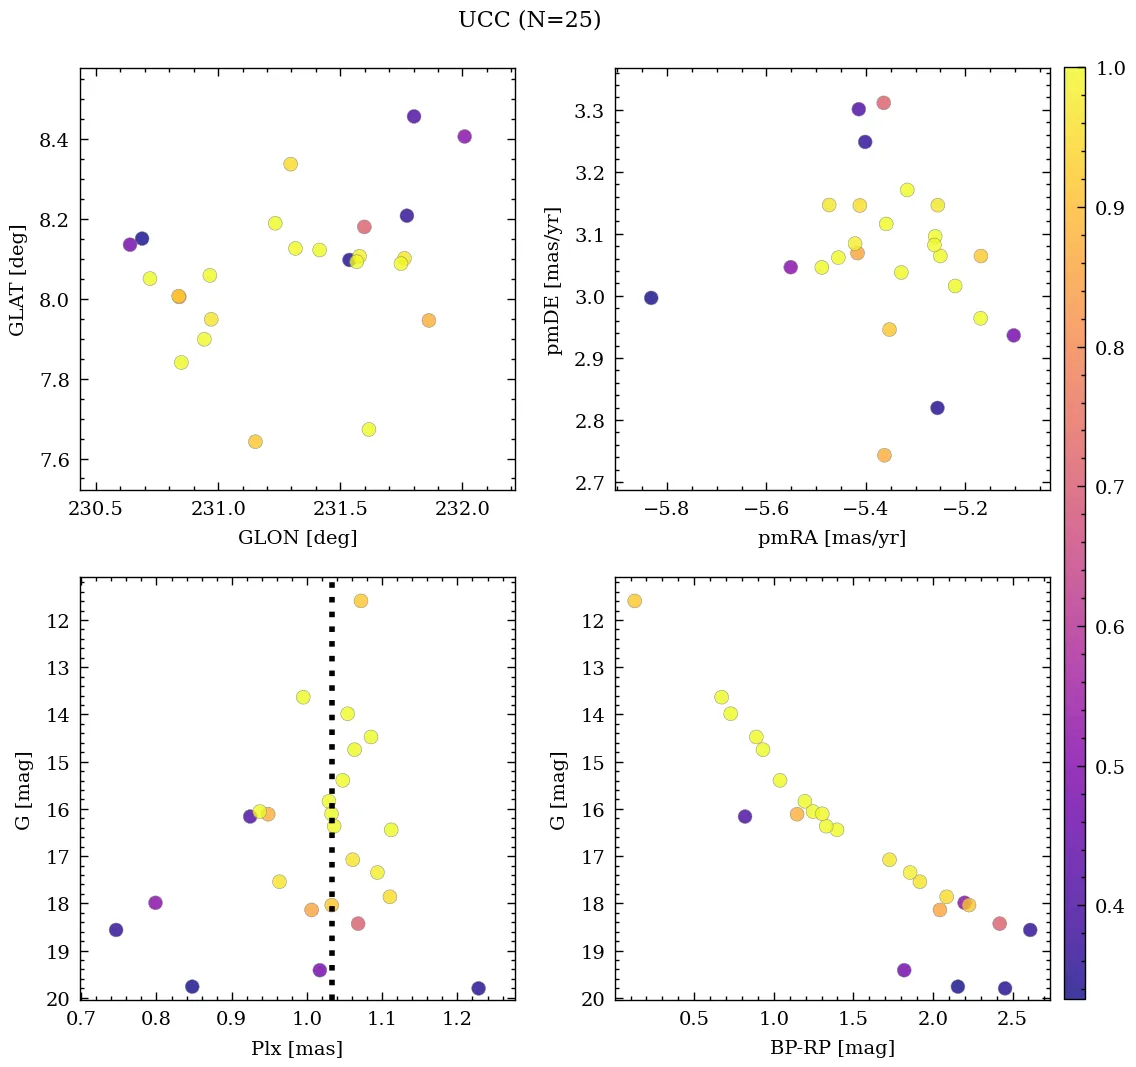 UCC (N=25)
8.4
8.2
8.0
7.8
7.6
GLAT [deg]
230.5 231.0 231.5 232.0
GLON [deg]
3.3
3.2
3.1
3.0
2.9
2.8
2.7
pmDE [mas/yr]
−5.8 −5.6 −5.4 −5.2
pmRA [mas/yr]
1.0
0.9
0.8
0.7
0.6
0.5
0.4
12
13
14
15
16
17
18
19
20
G [mag]
0.7 0.8 0.9 1.0 1.1 1.2
Plx [mas]
12
13
14
15
16
17
18
19
20
G [mag]
0.5 1.0 1.5 2.0 2.5
BP-RP [mag]